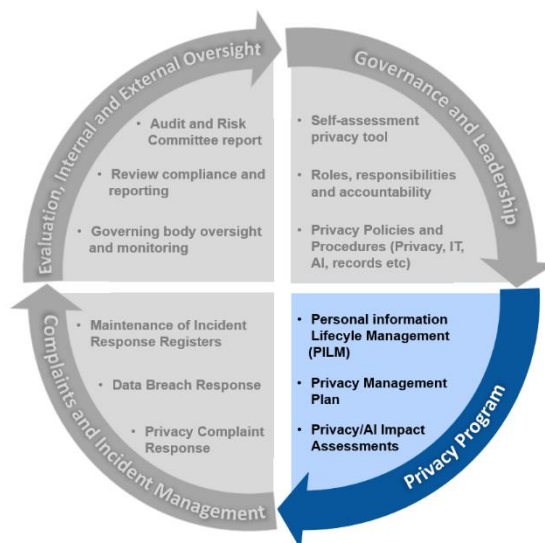 Evaluation, Internal and External Oversight
• Audit and Risk
Committee report
• Review compliance and
reporting
• Governing body oversight
and monitoring
Governance and Leadership
• Self-assessment
privacy tool
• Roles, responsibilities
and accountability
• Privacy Policies and
Procedures (Privacy, IT,
AI, records etc)
Complaints and Incident Management
• Maintenance of Incident
Response Registers
• Data Breach Response
• Privacy Complaint
Response
• Personal information
Lifecyle Management
(PILM)
• Privacy Management
Plan
• Privacy/AI Impact
Assessments
Privacy Program